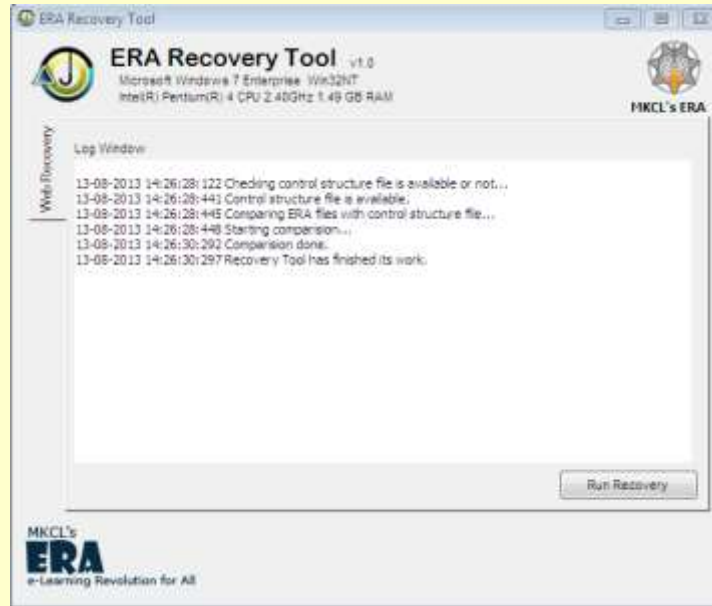 ERA Recovery Tool
ERA Recovery Tool v1.0
Microsoft Windows 7 Enterprise Win32NT
Intel(R) Pentium(R) 4 CPU 2.40GHz 1.49 GB RAM
MKCL's ERA
Web Recovery
Log Window
13-08-2013 14:26:28:122 Checking control structure file is available or not...
13-08-2013 14:26:28:441 Control structure file is available.
13-08-2013 14:26:28:445 Comparing ERA files with control structure file...
13-08-2013 14:26:28:448 Starting comparision...
13-08-2013 14:26:30:292 Comparision done.
13-08-2013 14:26:30:297 Recovery Tool has finished its work.
Run Recovery
MKCL's
ERA
e-Learning Revolution for All